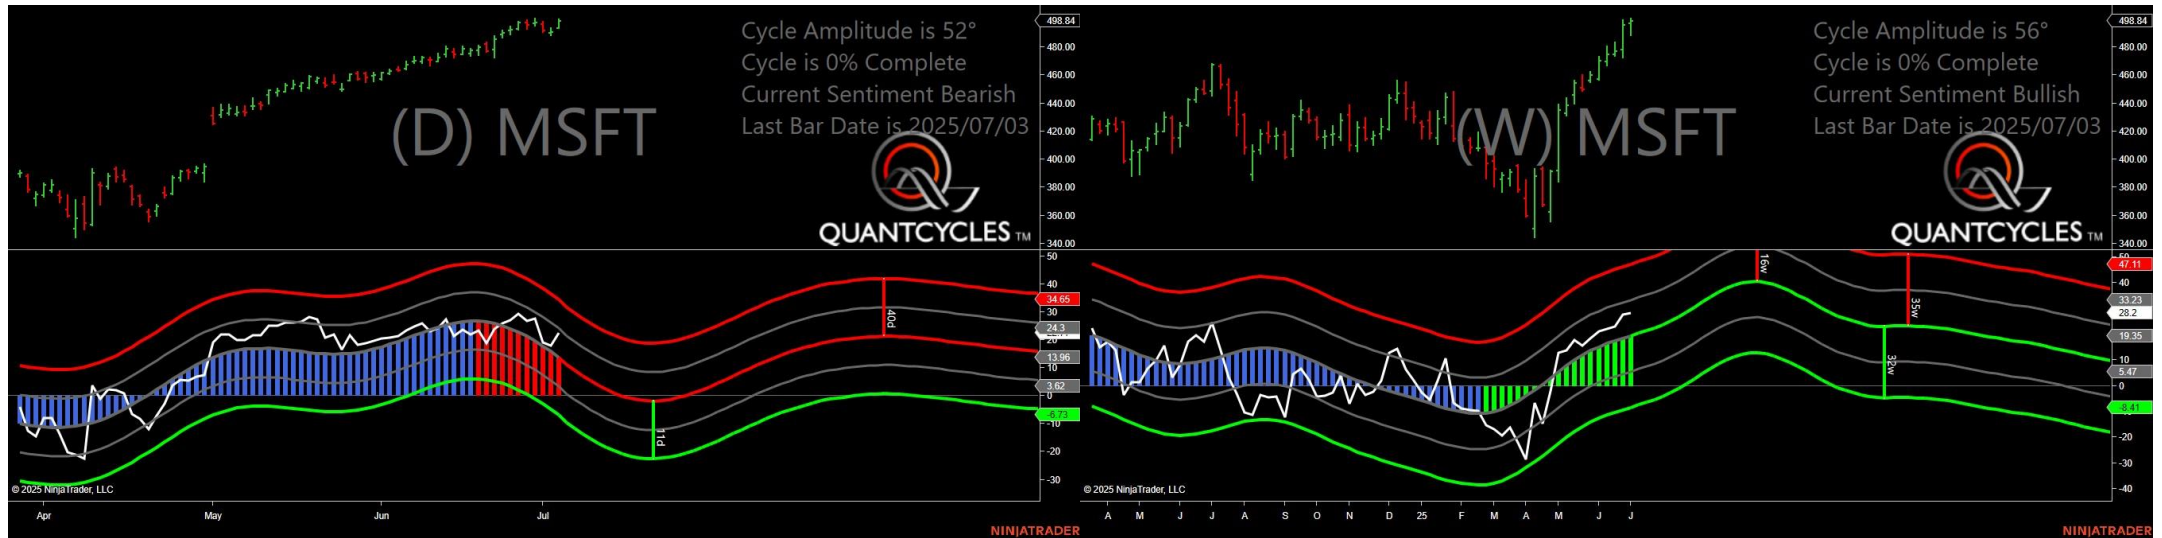 Cycle Amplitude is 52°
Cycle is 0% Complete
Current Sentiment Bearish
Last Bar Date is 2025/07/03
(D) MSFT
QUANTCYCLES TM
498.84
480.00
460.00
440.00
420.00
400.00
380.00
360.00
340.00
50
40
34.65
30
24.3
20
13.96
10
3.62
0
-6.73
-10
-20
-30
40d
11d
© 2025 NinjaTrader, LLC
Apr
May
Jun
Jul
NINJATRADER
Cycle Amplitude is 56°
Cycle is 0% Complete
Current Sentiment Bullish
Last Bar Date is 2025/07/03
(W) MSFT
QUANTCYCLES TM
498.84
480.00
460.00
440.00
420.00
400.00
380.00
360.00
340.00
50
47.11
40
33.23
28.2
19.35
10
5.47
0
-8.41
-20
-30
-40
16w
35w
32w
© 2025 NinjaTrader, LLC
A
M
J
J
A
S
O
N
D
25
F
M
A
M
J
J
NINJATRADER